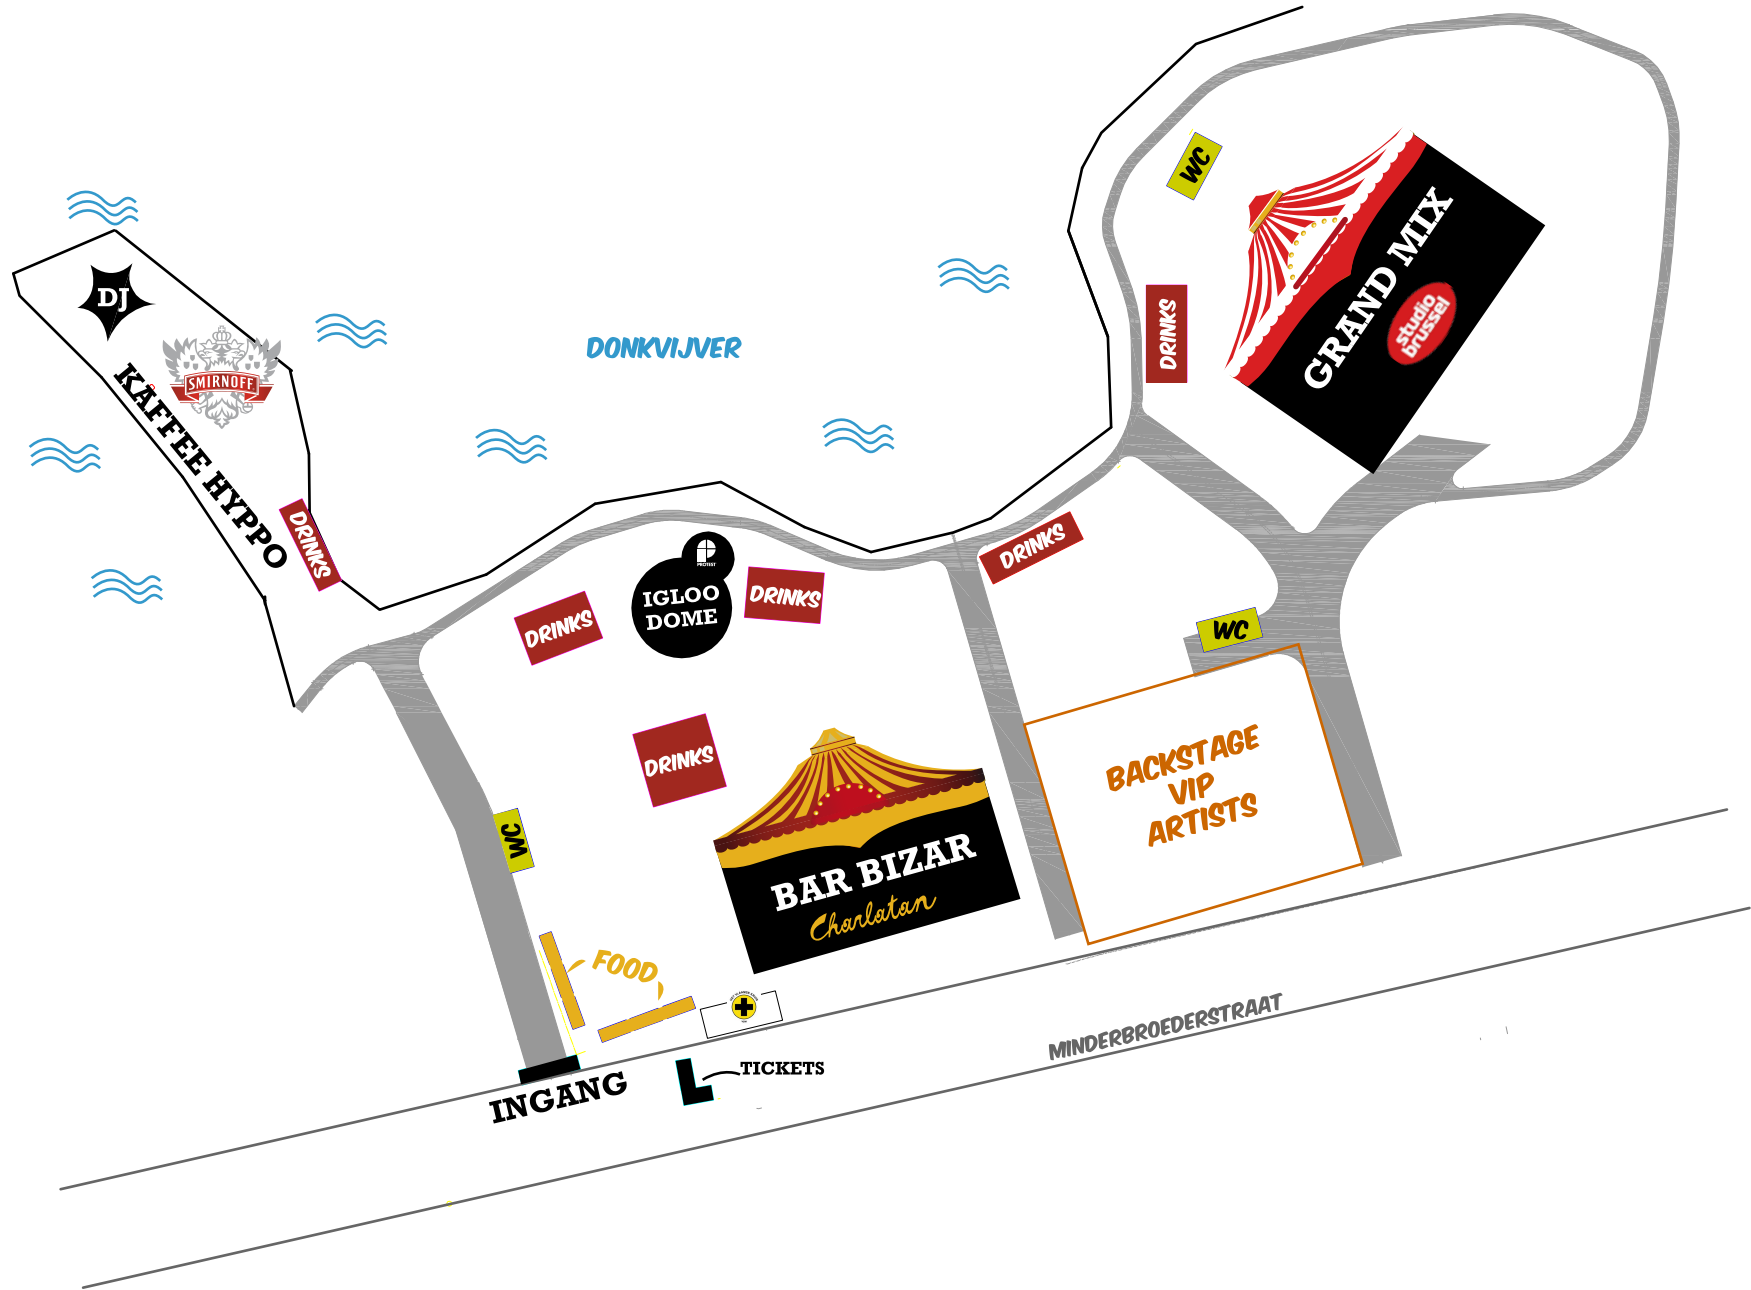 WC
GRAND MIX
studio
brussel
DRINKS
DJ
SMIRNOFF
KAFFEE HYPPO
DRINKS
DONKVIJVER
DRINKS
PROTEST
IGLOO
DOME
DRINKS
DRINKS
WC
DRINKS
BACKSTAGE
VIP
ARTISTS
WC
BAR BIZAR
Charlatan
FOOD
MINDERBROEDERSTRAAT
TICKETS
INGANG